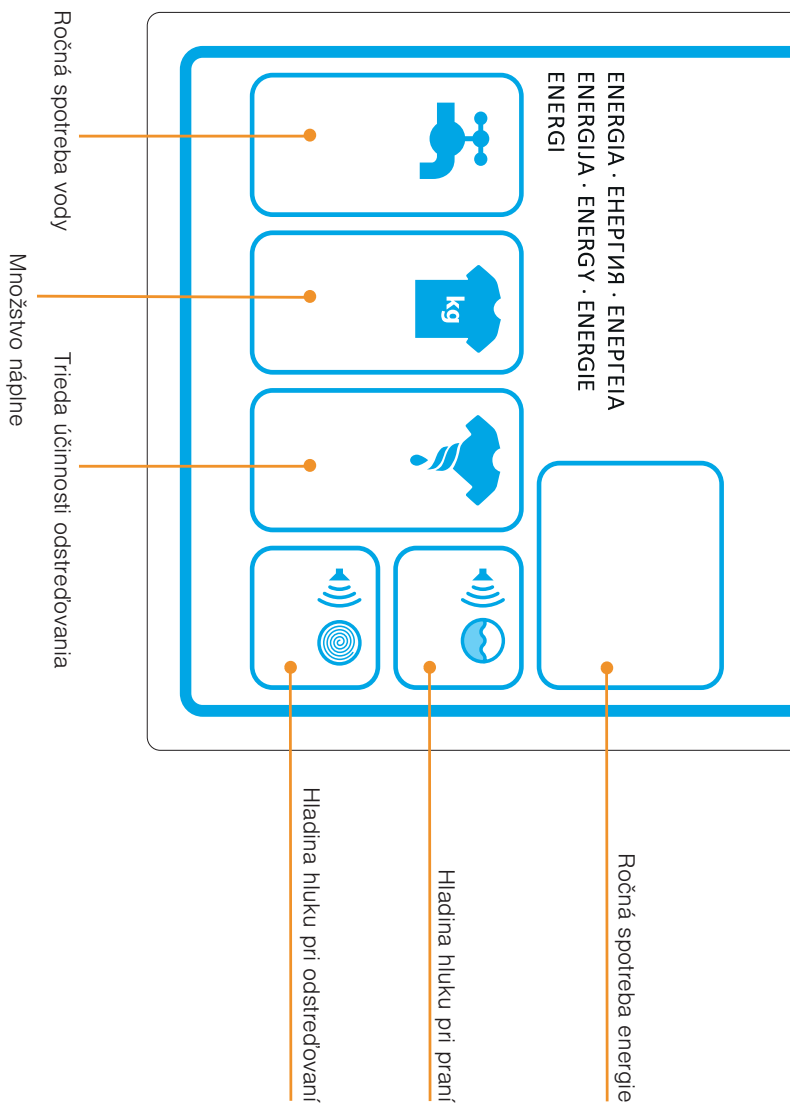 ENERGIA · ЕНЕРГИЯ · ΕΝΕΡΓΕΙΑ
ENERGIJA · ENERGY · ENERGIE
ENERGI
Ročná spotreba energie
kg
Hladina hluku pri praní
Hladina hluku pri odstreďovaní
Ročná spotreba vody
Trieda účinnosti odstreďovania
Množstvo náplne